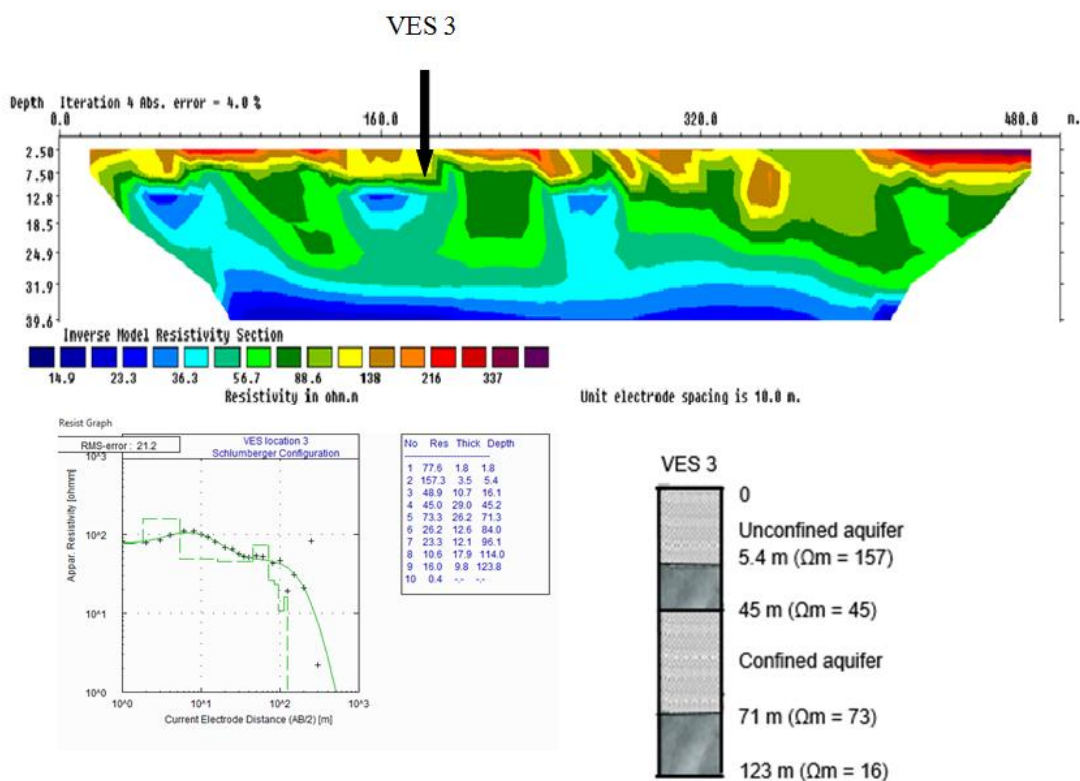 VES 3
Depth Iteration 4 Abs. error = 4.0 %
0.0 160.0 320.0 480.0 m.
2.50
7.50
12.8
18.5
24.9
31.9
39.6
Inverse Model Resistivity Section
14.9 23.3 36.3 56.7 88.6 138 216 337
Resistivity in ohm.m
Unit electrode spacing is 10.0 m.
Resist Graph
RMS-error : 21.2
VES location 3
Schlumberger Configuration
Appar. Resistivity [ohmm]
10^3
10^2
10^1
10^0
10^0 10^1 10^2 10^3
Current Electrode Distance (AB/2) [m]
No Res Thick Depth
1 77.6 1.8 1.8
2 157.3 3.5 5.4
3 48.9 10.7 16.1
4 45.0 29.0 45.2
5 73.3 26.2 71.3
6 26.2 12.6 84.0
7 23.3 12.1 96.1
8 10.6 17.9 114.0
9 16.0 9.8 123.8
10 0.4 -.- -.-
VES 3
0
Unconfined aquifer
5.4 m (Ωm = 157)
45 m (Ωm = 45)
Confined aquifer
71 m (Ωm = 73)
123 m (Ωm = 16)